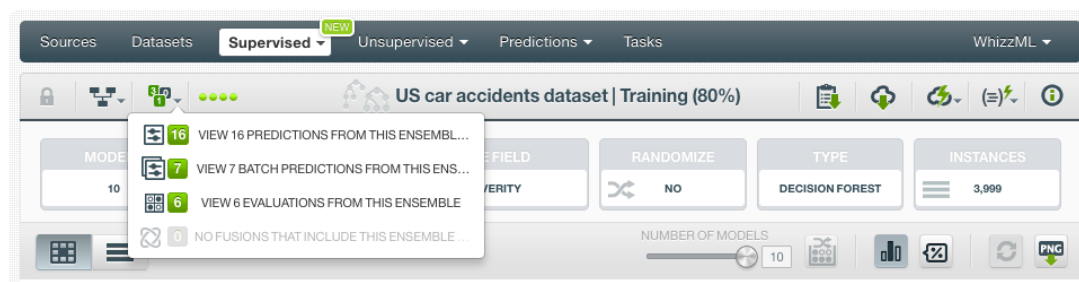 NEW
Sources Datasets Supervised Unsupervised Predictions Tasks WhizzML
US car accidents dataset | Training (80%)
16 VIEW 16 PREDICTIONS FROM THIS ENSEMBL...
7 VIEW 7 BATCH PREDICTIONS FROM THIS ENS...
6 VIEW 6 EVALUATIONS FROM THIS ENSEMBLE
0 NO FUSIONS THAT INCLUDE THIS ENSEMBLE ...
MODE FIELD RANDOMIZE TYPE INSTANCES
10 VERITY NO DECISION FOREST 3,999
NUMBER OF MODELS
10
PNG